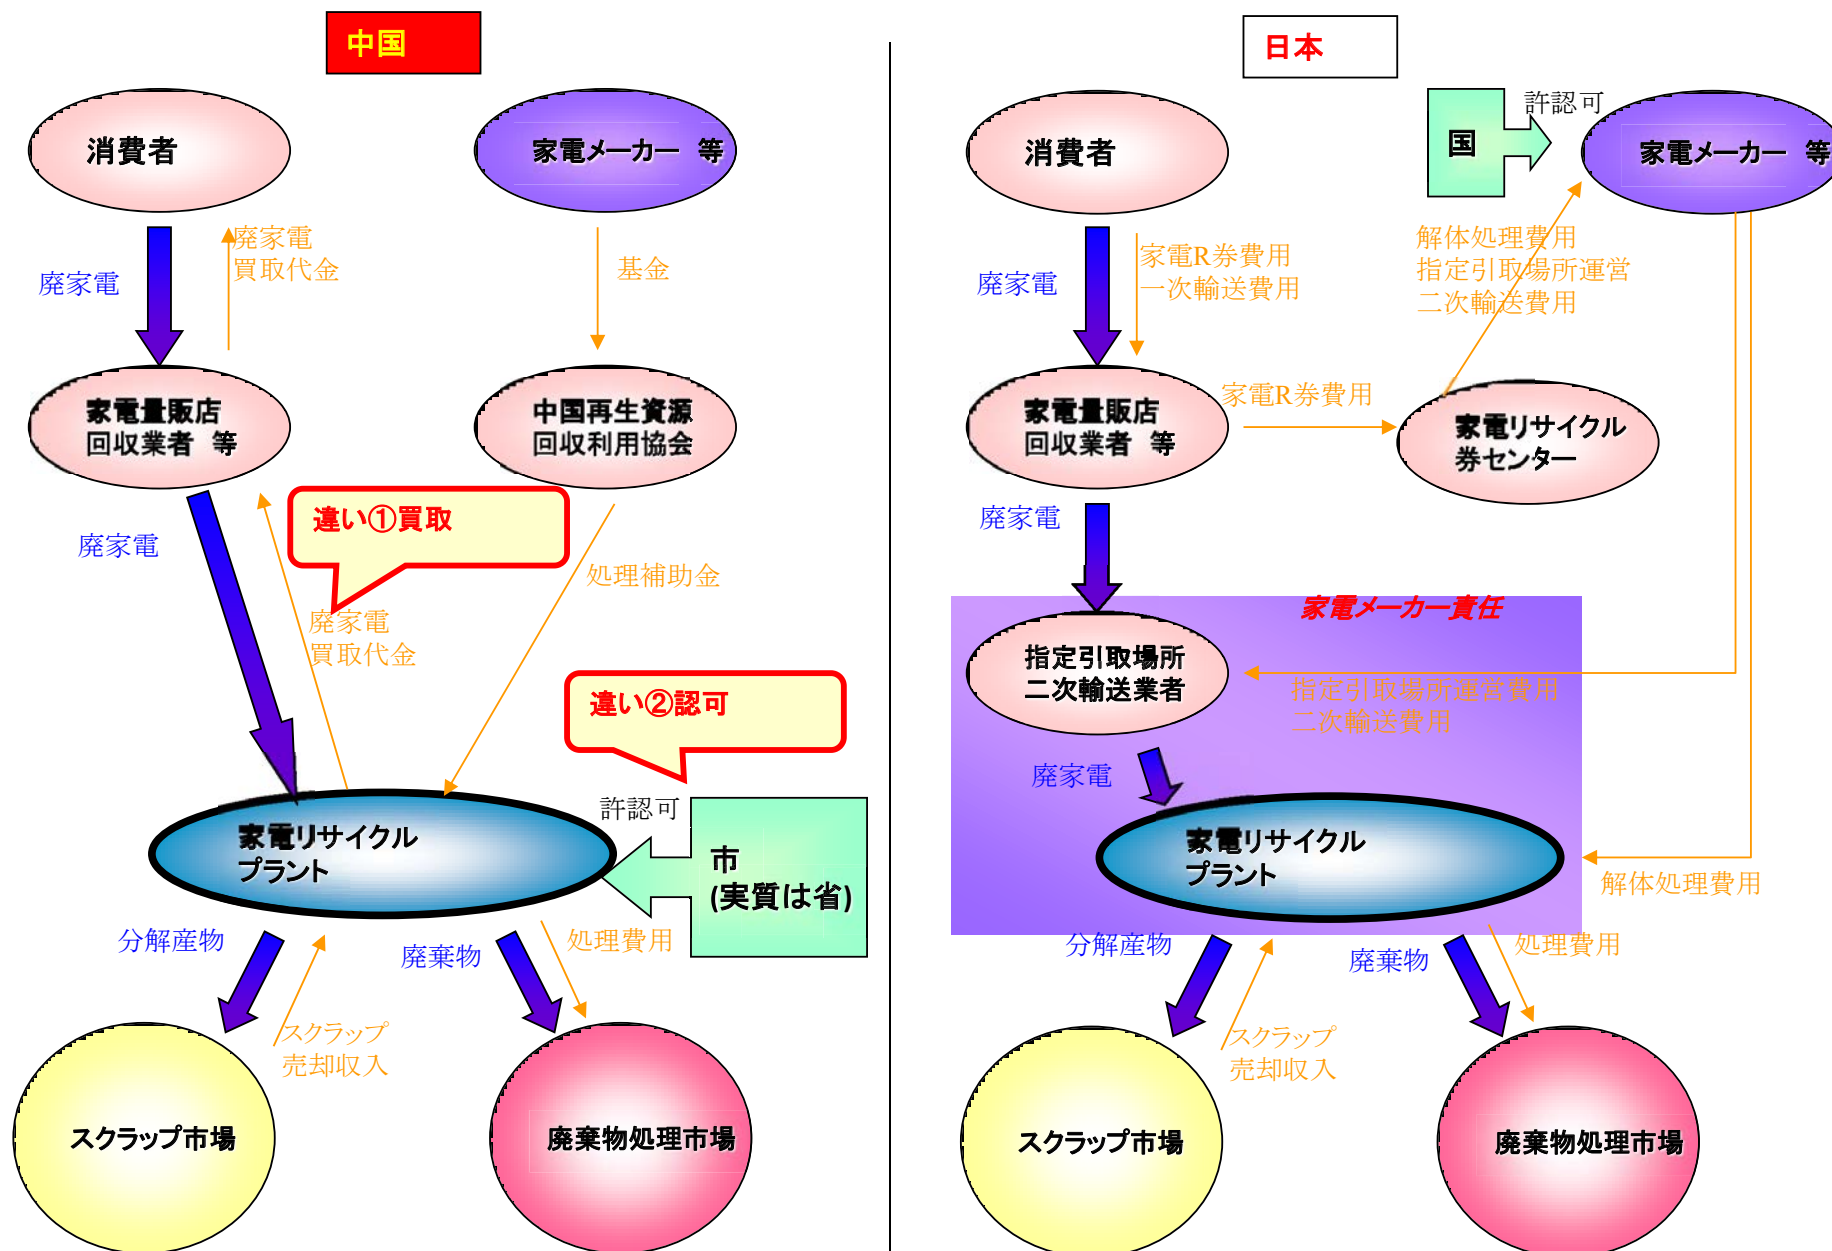 中国
消費者
家電メーカー 等
廃家電
廃家電
買取代金
基金
家電量販店
回収業者 等
中国再生資源
回収利用協会
違い①買取
廃家電
処理補助金
廃家電
買取代金
違い②認可
許認可
家電リサイクル
プラント
市
(実質は省)
分解産物
廃棄物
処理費用
スクラップ
売却収入
スクラップ市場
廃棄物処理市場
日本
消費者
国
許認可
家電メーカー 等
廃家電
家電R券費用
一次輸送費用
解体処理費用
指定引取場所運営
二次輸送費用
家電量販店
回収業者 等
家電R券費用
家電リサイクル
券センター
廃家電
家電メーカー責任
指定引取場所
二次輸送業者
指定引取場所運営費用
二次輸送費用
廃家電
家電リサイクル
プラント
解体処理費用
分解産物
廃棄物
処理費用
スクラップ
売却収入
スクラップ市場
廃棄物処理市場